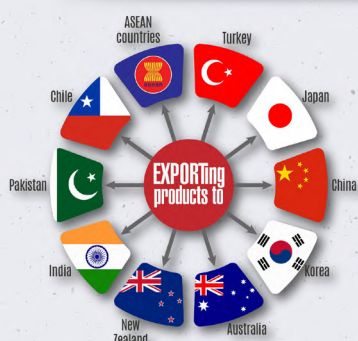 ASEAN
countries
Turkey
Chile
Japan
EXPORTing
products to
Pakistan
China
India
Korea
New
Zealand
Australia